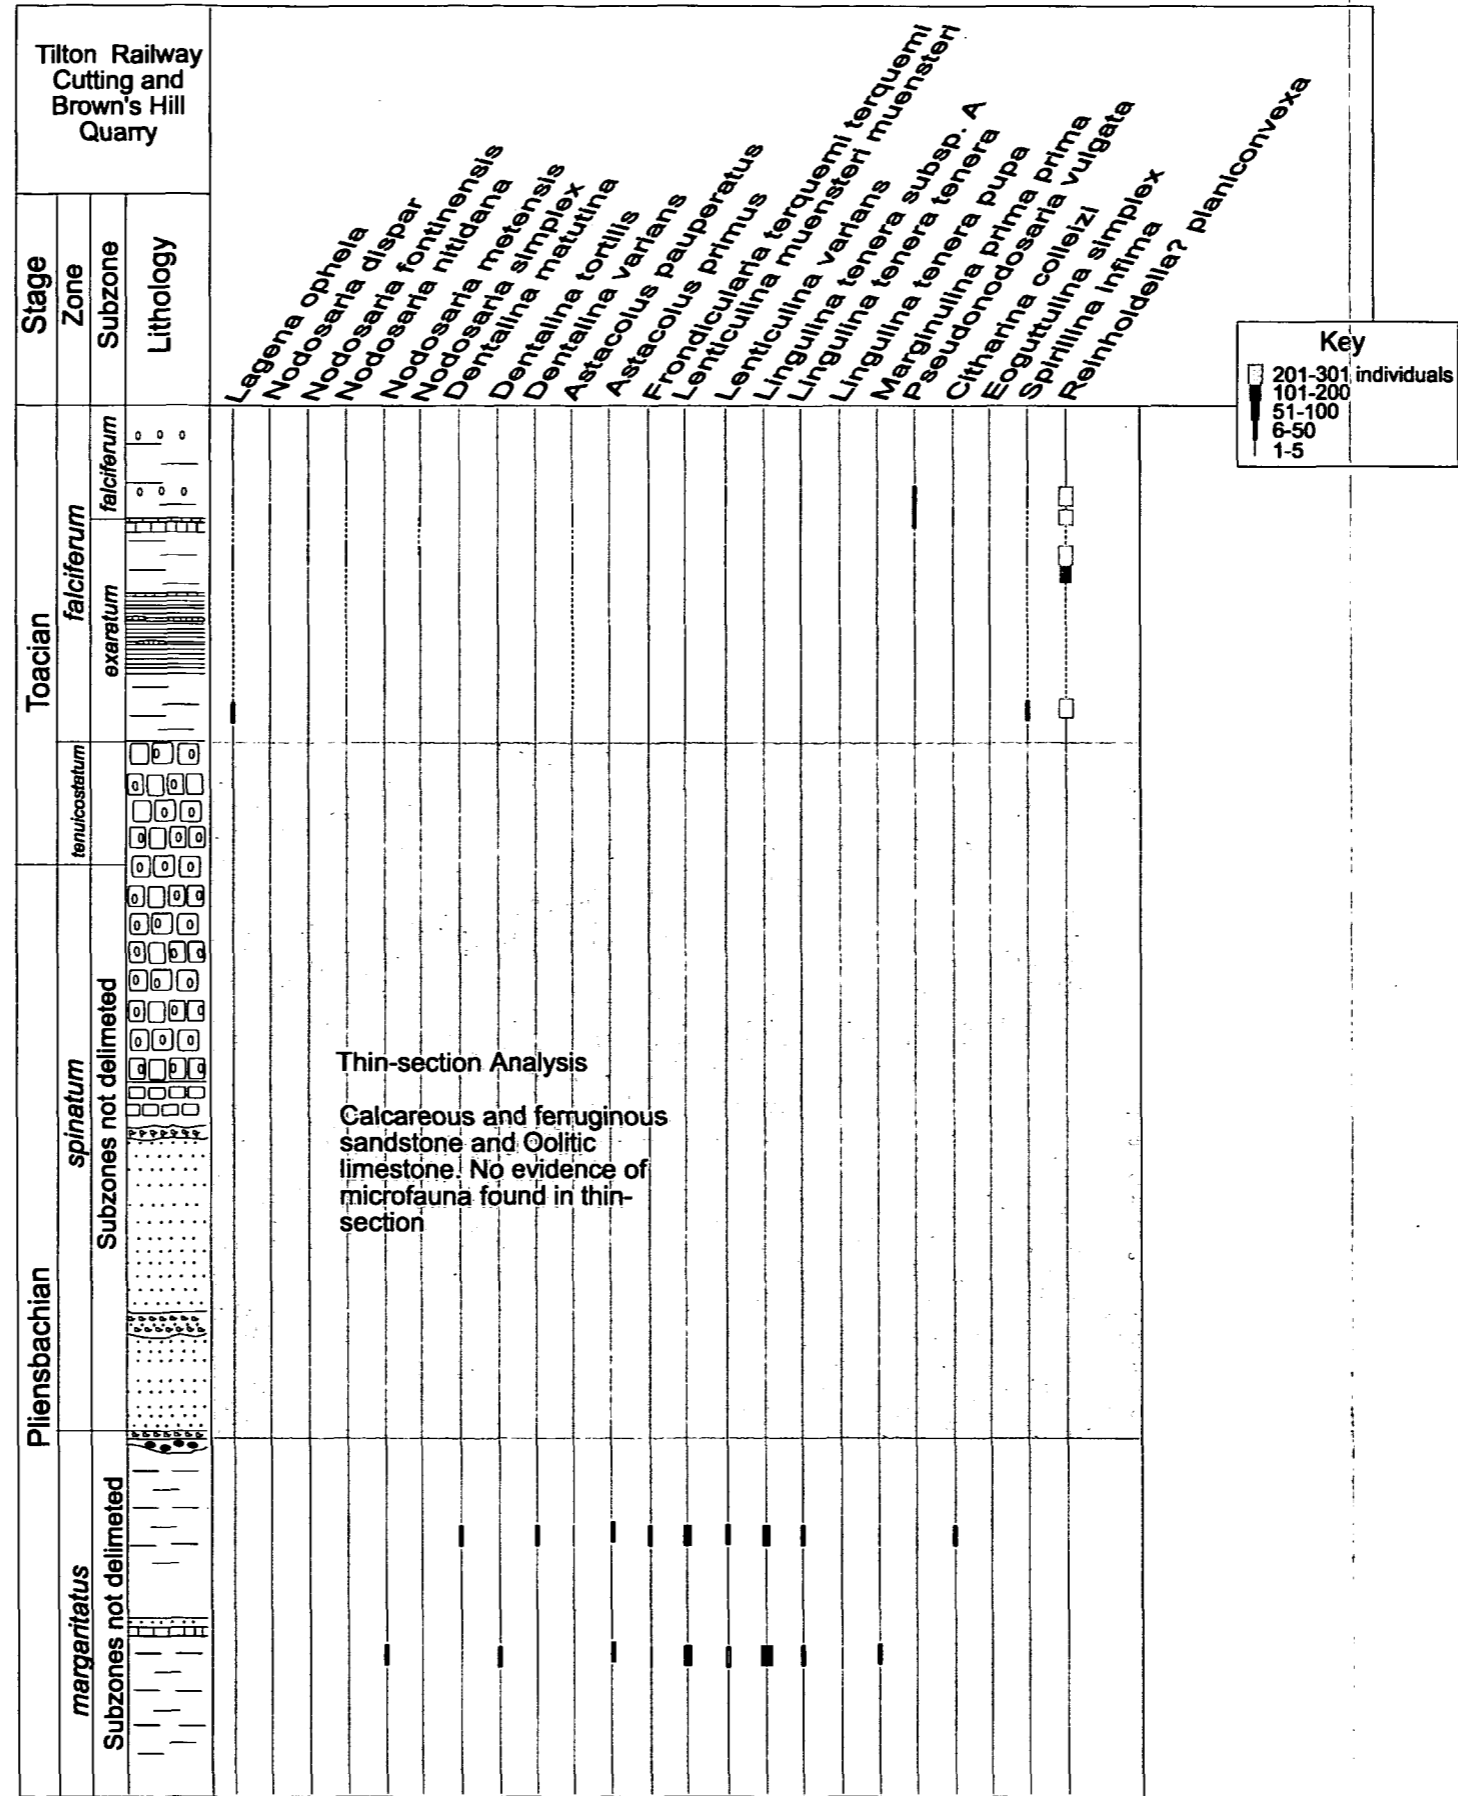 Tilton Railway
Cutting and
Brown's Hill
Quarry
Stage
Zone
Subzone
Lithology
Lagena ophela
Nodosaria dispar
Nodosaria fontinensis
Nodosaria nitidana
Nodosaria metensis
Nodosaria simplex
Dentalina matutina
Dentalina tortilis
Dentalina varians
Astacolus pauperatus
Astacolus primus
Frondicularia terquemi terquemi
Lenticulina muensteri muensteri
Lenticulina varians
Lingulina tenera subsp. A
Lingulina tenera tenera
Lingulina tenera pupa
Marginulina prima prima
Pseudonodosaria vulgata
Citharina colleizi
Eoguttulina simplex
Spirillina infima
Reinholdella? planiconvexa
Key
201-301 individuals
101-200
51-100
6-50
1-5
Toacian
falciferum
falciferum
exaratum
tenuicostatum
Pliensbachian
spinatum
Subzones not delimeted
Thin-section Analysis
Calcareous and ferruginous
sandstone and Oolitic
limestone. No evidence of
microfauna found in thin-
section
margaritatus
Subzones not delimeted